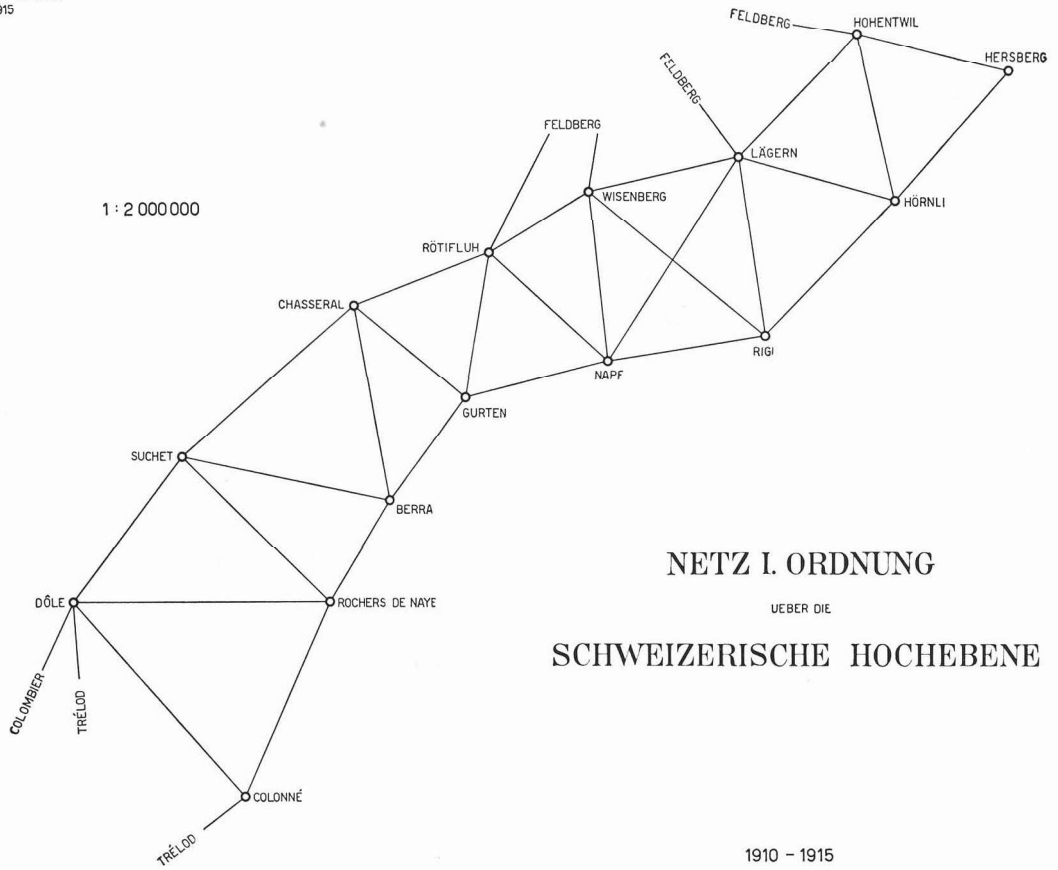 915
FELDBERG
HOHENTWIL
HERSBERG
FELDBERG
FELDBERG
LÄGERN
WISENBERG
HÖRNLI
1 : 2 000 000
RÖTIFLUH
CHASSERAL
RIGI
NAPF
GURTEN
SUCHET
BERRA
NETZ I. ORDNUNG
UEBER DIE
SCHWEIZERISCHE HOCHEBENE
DÔLE
ROCHERS DE NAYE
COLOMBIER
TRÉLOD
COLONNÉ
TRÉLOD
1910 – 1915